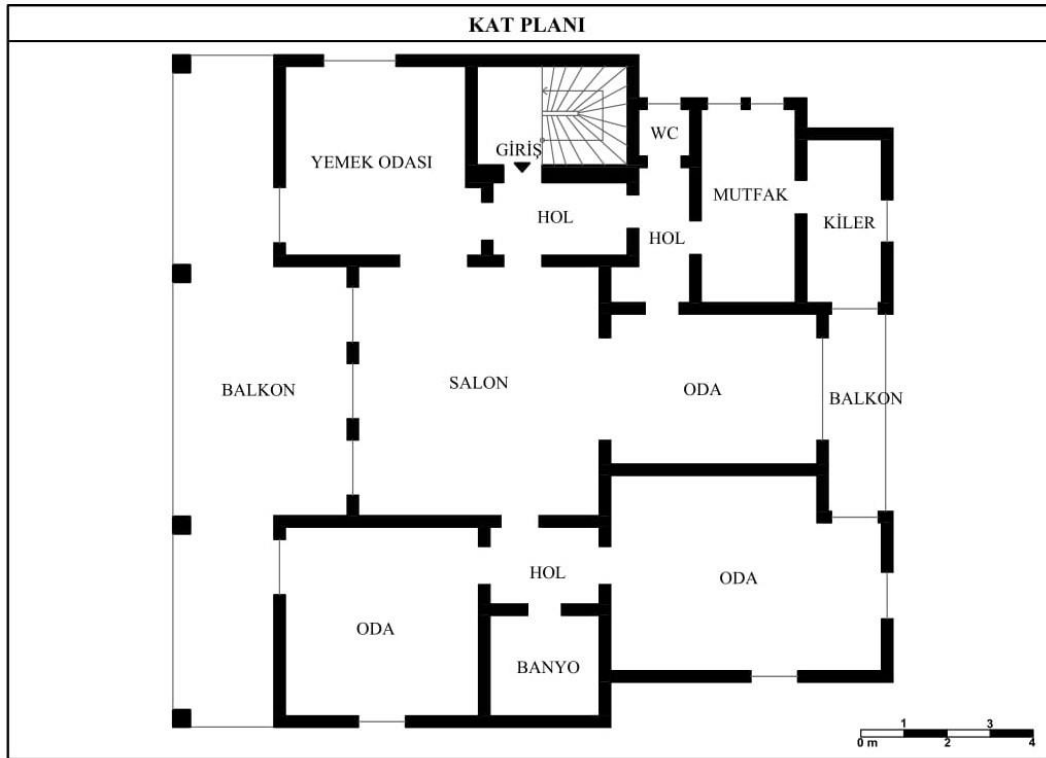 KAT PLANI
WC
GİRİŞ
YEMEK ODASI
MUTFAK
HOL
KİLER
HOL
BALKON
SALON
ODA
BALKON
HOL
ODA
ODA
BANYO
1 3
0 m 2 4